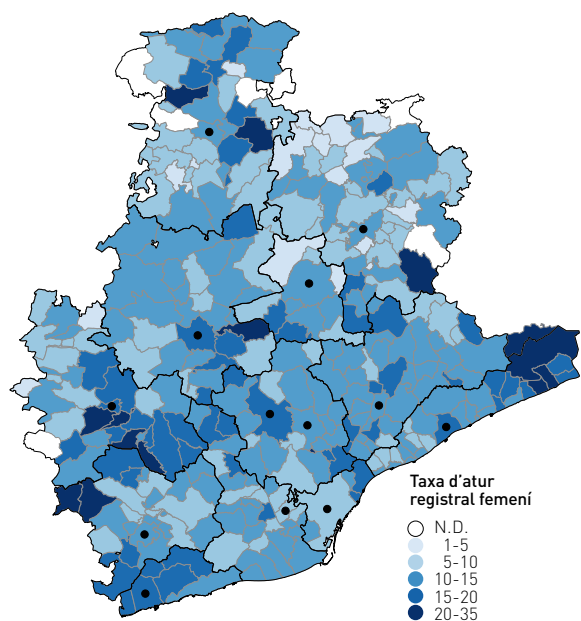 Taxa d'atur
registral femení
N.D.
1-5
5-10
10-15
15-20
20-35